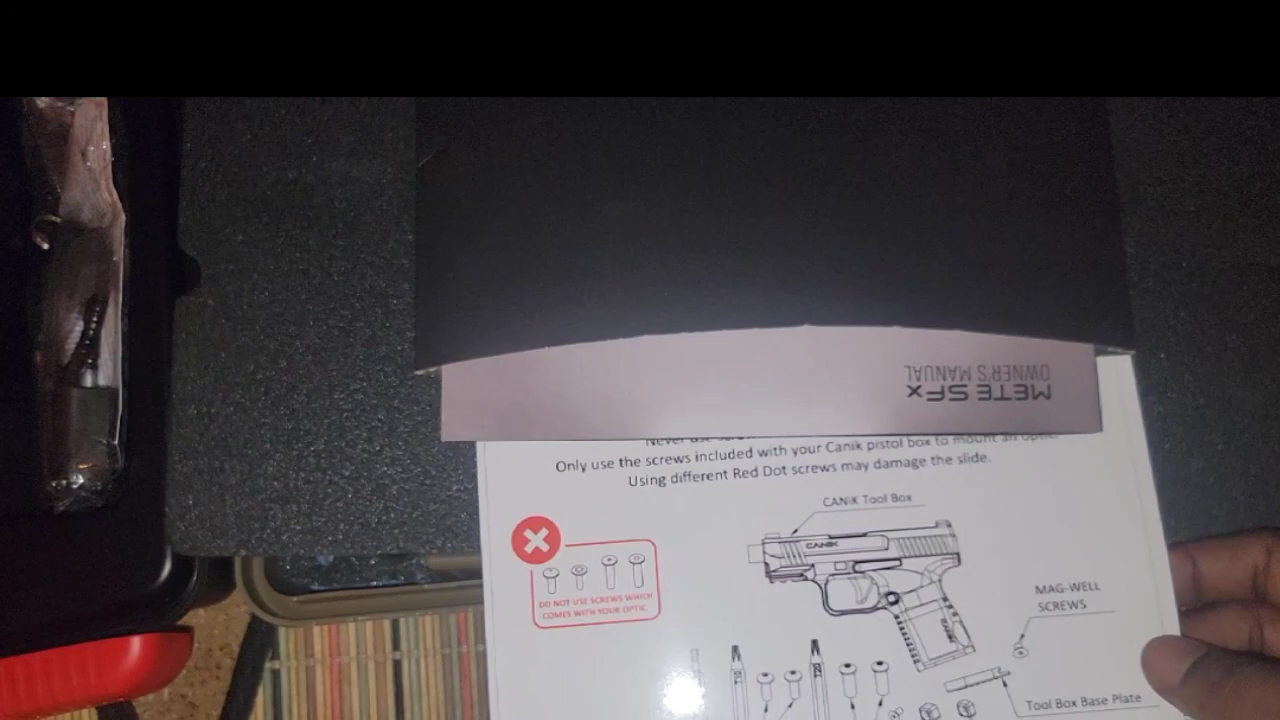 METE SFx
OWNER'S MANUAL
Never use
Only use the screws included with your Canik pistol box to mount an optic.
Using different Red Dot screws may damage the slide.
CANiK Tool Box
CANiK
DO NOT USE SCREWS WHICH
COMES WITH YOUR OPTIC.
MAG-WELL
SCREWS
Tool Box Base Plate